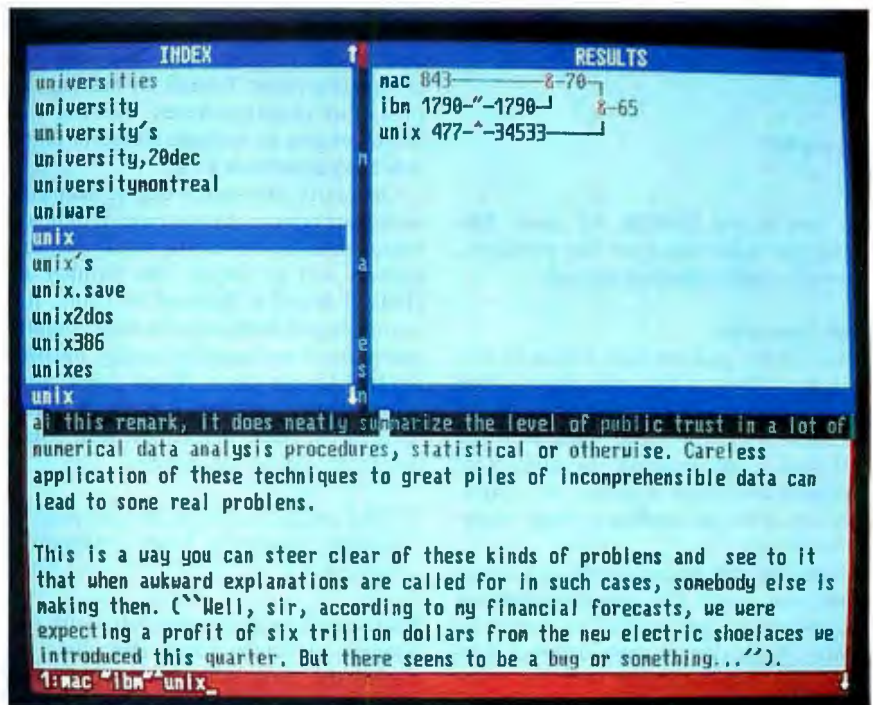 INDEX
universities
university
university's
university,20dec
universitymontreal
uniware
unix
unix's
unix.save
unix2dos
unix386
unixes
unix
RESULTS
mac 843 &-70
ibm 1790-"-1790 &-65
unix 477-^-34533
this remark, it does neatly summarize the level of public trust in a lot of
numerical data analysis procedures, statistical or otherwise. Careless
application of these techniques to great piles of incomprehensible data can
lead to some real problems.
This is a way you can steer clear of these kinds of problems and see to it
that when awkward explanations are called for in such cases, somebody else is
making them. (``Well, sir, according to my financial forecasts, we were
expecting a profit of six trillion dollars from the new electric shoelaces we
introduced this quarter. But there seems to be a bug or something...'').
1:mac "ibm"^unix_